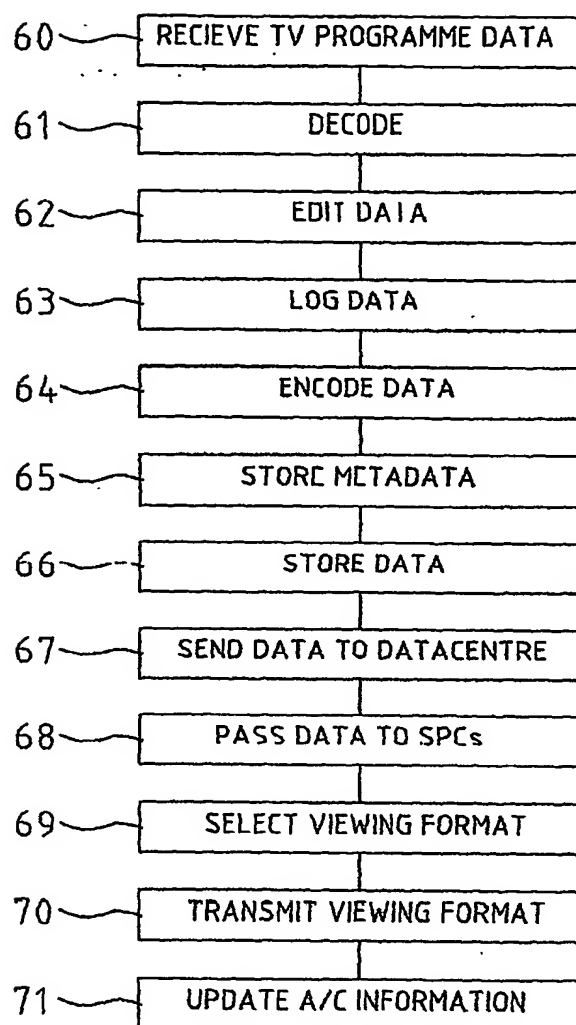 60 RECIEVE TV PROGRAMME DATA
61 DECODE
62 EDIT DATA
63 LOG DATA
64 ENCODE DATA
65 STORE METADATA
66 STORE DATA
67 SEND DATA TO DATACENTRE
68 PASS DATA TO SPCs
69 SELECT VIEWING FORMAT
70 TRANSMIT VIEWING FORMAT
71 UPDATE A/C INFORMATION